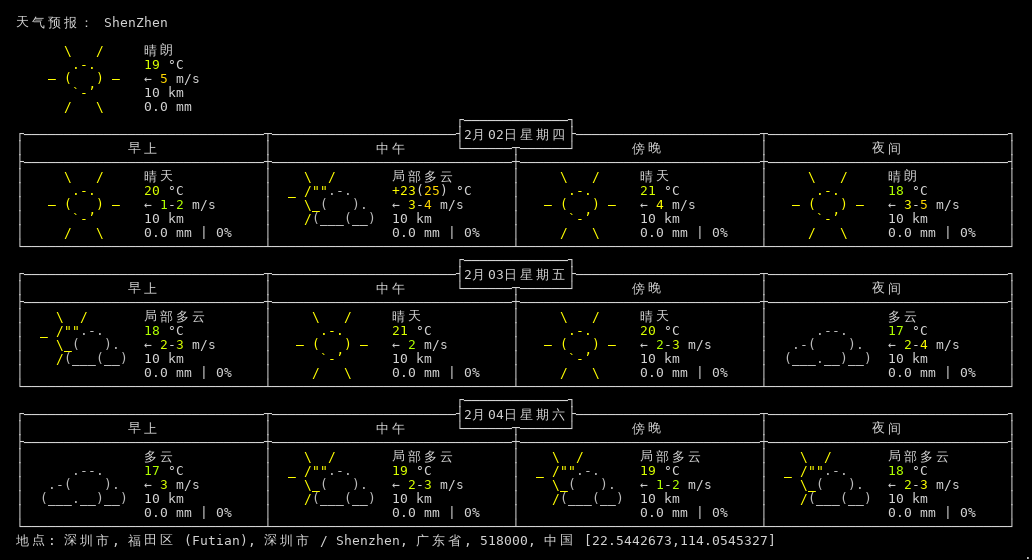 天气预报: ShenZhen
晴朗
19 °C
← 5 m/s
10 km
0.0 mm
2月02日星期四
早上 中午 傍晚 夜间
晴天 局部多云 晴天 晴朗
20 °C +23(25) °C 21 °C 18 °C
← 1-2 m/s ← 3-4 m/s ← 4 m/s ← 3-5 m/s
10 km 10 km 10 km 10 km
0.0 mm | 0% 0.0 mm | 0% 0.0 mm | 0% 0.0 mm | 0%
2月03日星期五
早上 中午 傍晚 夜间
局部多云 晴天 晴天 多云
18 °C 21 °C 20 °C 17 °C
← 2-3 m/s ← 2 m/s ← 2-3 m/s ← 2-4 m/s
10 km 10 km 10 km 10 km
0.0 mm | 0% 0.0 mm | 0% 0.0 mm | 0% 0.0 mm | 0%
2月04日星期六
早上 中午 傍晚 夜间
多云 局部多云 局部多云 局部多云
17 °C 19 °C 19 °C 18 °C
← 3 m/s ← 2-3 m/s ← 1-2 m/s ← 2-3 m/s
10 km 10 km 10 km 10 km
0.0 mm | 0% 0.0 mm | 0% 0.0 mm | 0% 0.0 mm | 0%
地点: 深圳市, 福田区 (Futian), 深圳市 / Shenzhen, 广东省, 518000, 中国 [22.5442673,114.0545327]